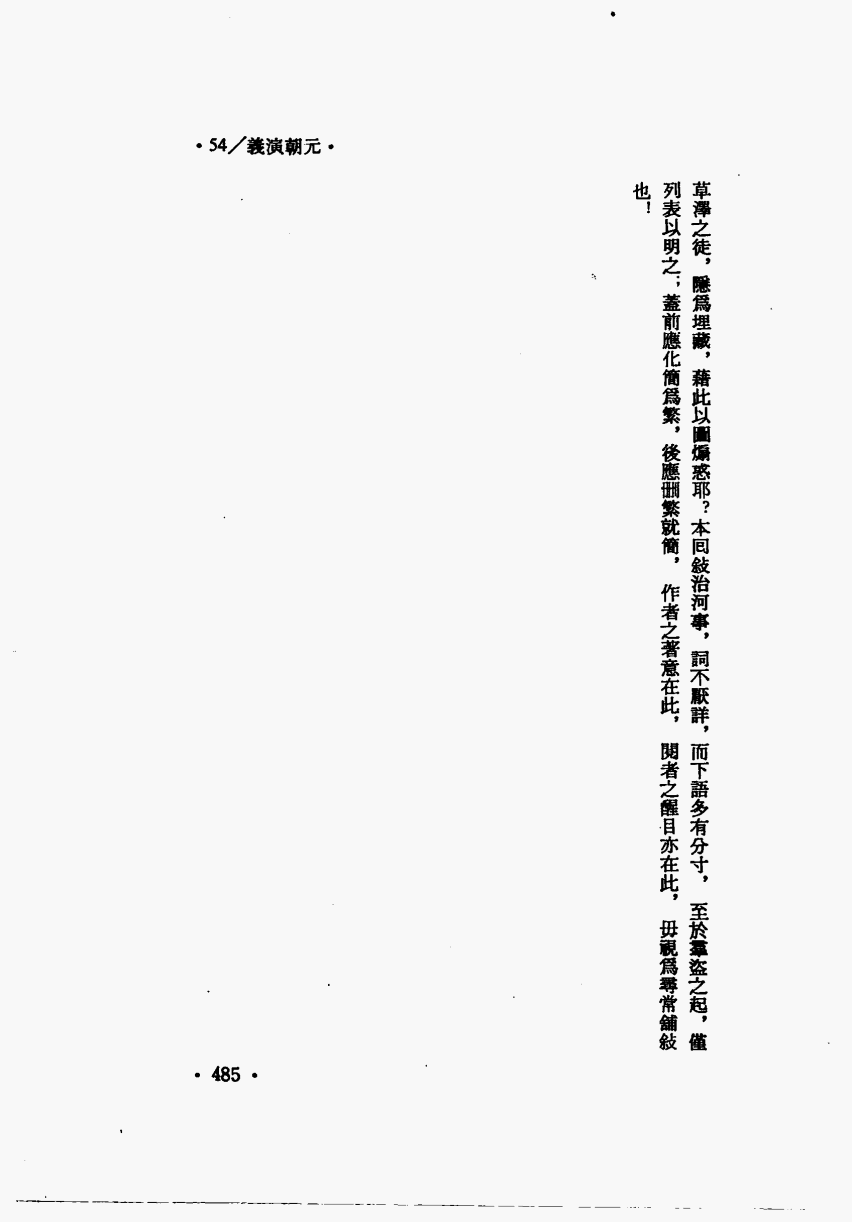 •54／義演朝元•
草澤之徒，隱爲埋藏，藉此以圖煽惑耶？本回敍治河事，詞不厭詳，而下語多有分寸，至於羣盜之起，僅
列表以明之；蓋前應化簡爲繁，後應刪繁就簡，作者之著意在此，閱者之醒目亦在此，毋視爲尋常舖敍
也！
•485•